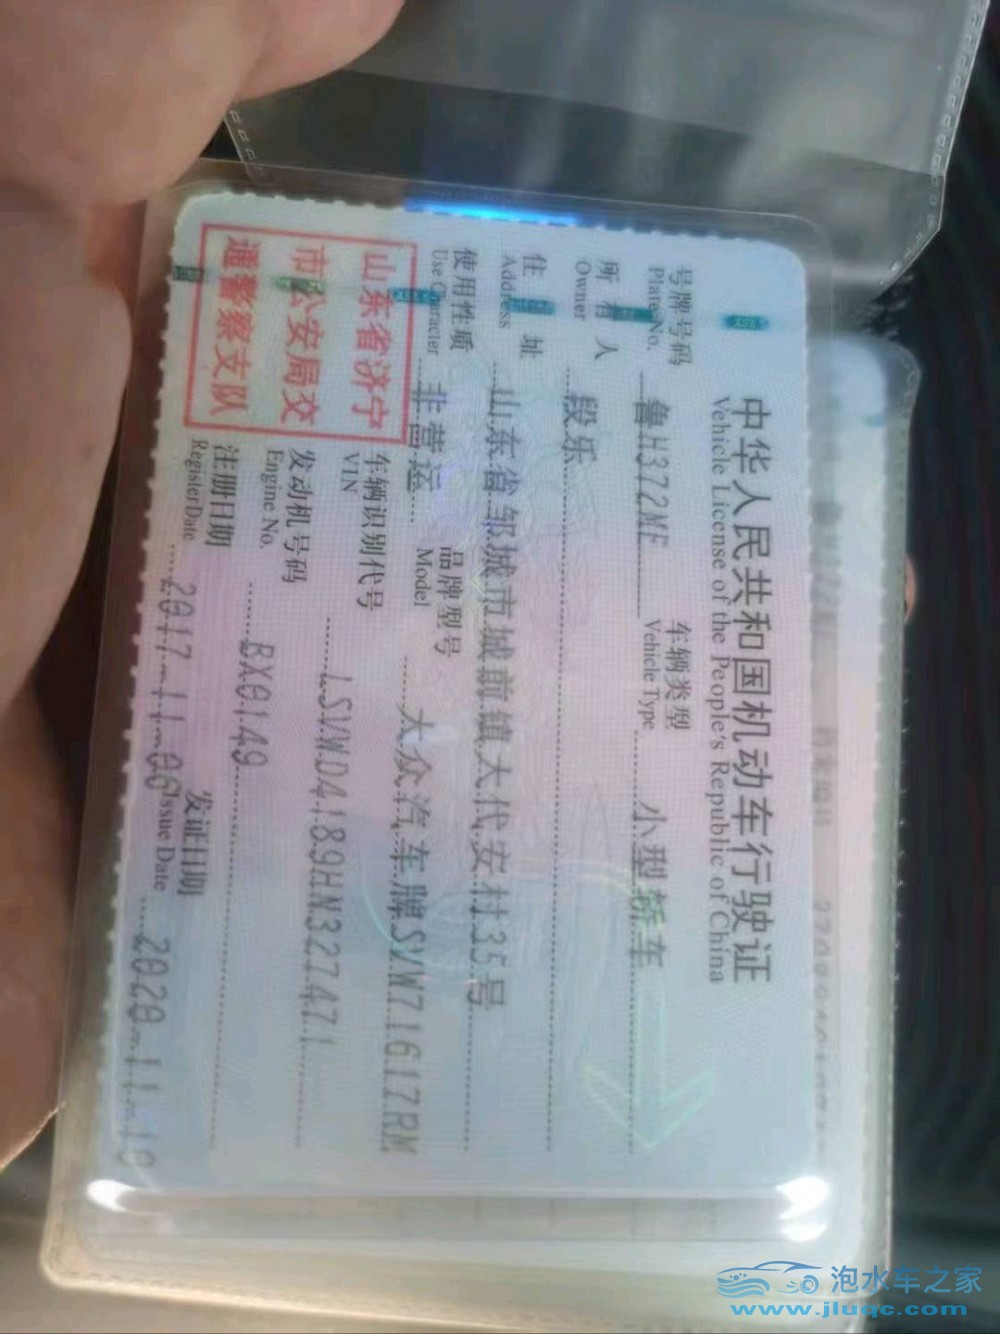 中华人民共和国机动车行驶证
Vehicle License of the People's Republic of China
号牌号码 鲁H372MF 车辆类型 小型轿车
Plate No. Vehicle Type
所有人 段乐
Owner
住址 山东省邹城市城前镇大代安村35号
Address
使用性质 非营运 品牌型号 大众汽车牌SVW71617RM
Use Character Model
山东省济宁
市公安局交
通警察支队
车辆识别代号 LSVWD4189HN327471
VIN
发动机号码 BX0149
Engine No.
注册日期 2017-11-06 发证日期 2020-11-19
Register Date Issue Date
泡水车之家
www.jluqc.com